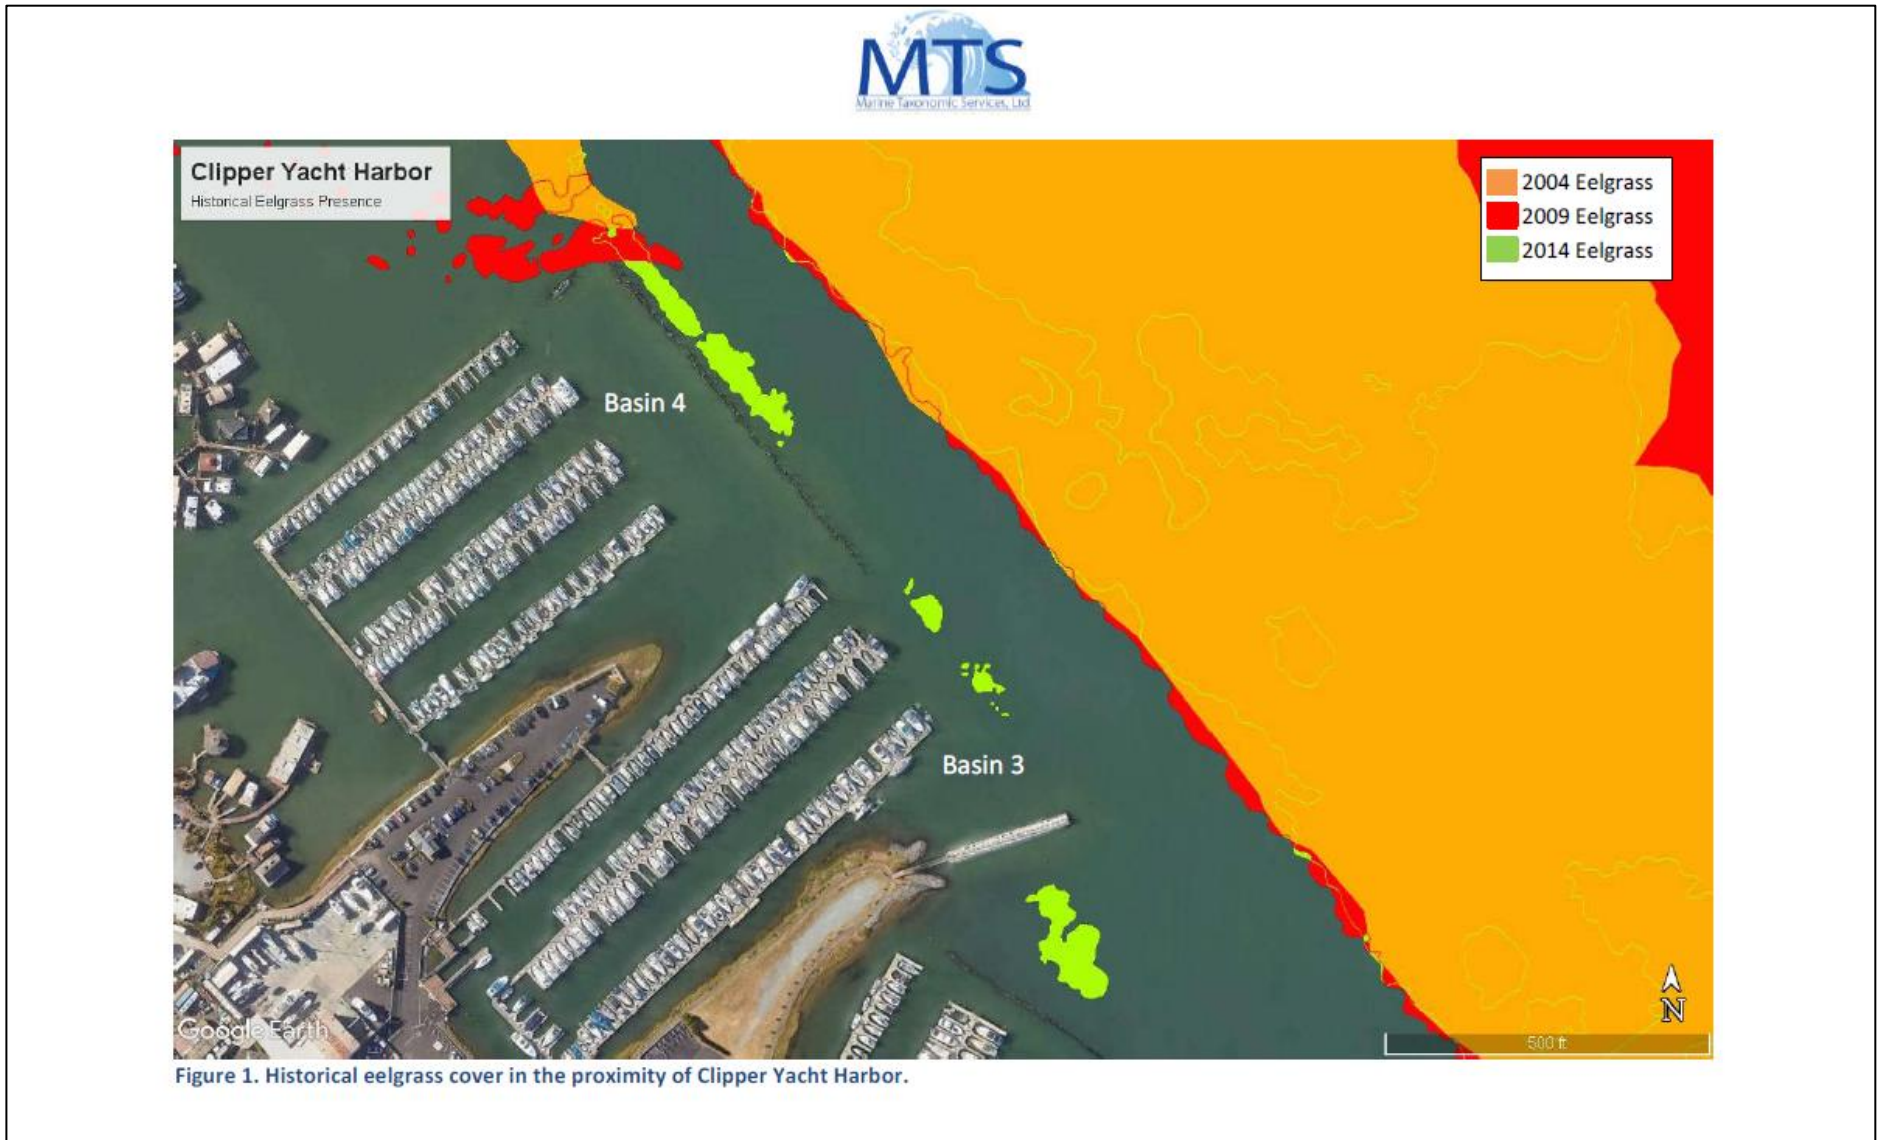 MTS
Marine Taxonomic Services, Ltd
Clipper Yacht Harbor
Historical Eelgrass Presence
2004 Eelgrass
2009 Eelgrass
2014 Eelgrass
Basin 4
Basin 3
N
Google Earth
500 ft
Figure 1. Historical eelgrass cover in the proximity of Clipper Yacht Harbor.